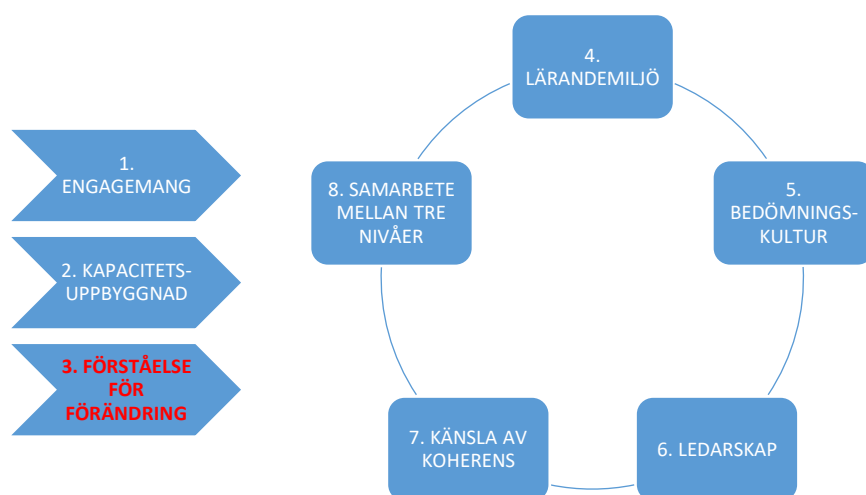 1.
ENGAGEMANG
2. KAPACITETS-
UPPBYGGNAD
3. FÖRSTÅELSE
FÖR
FÖRÄNDRING
4.
LÄRANDEMILJÖ
5.
BEDÖMNINGS-
KULTUR
6. LEDARSKAP
7. KÄNSLA AV
KOHERENS
8. SAMARBETE
MELLAN TRE
NIVÅER